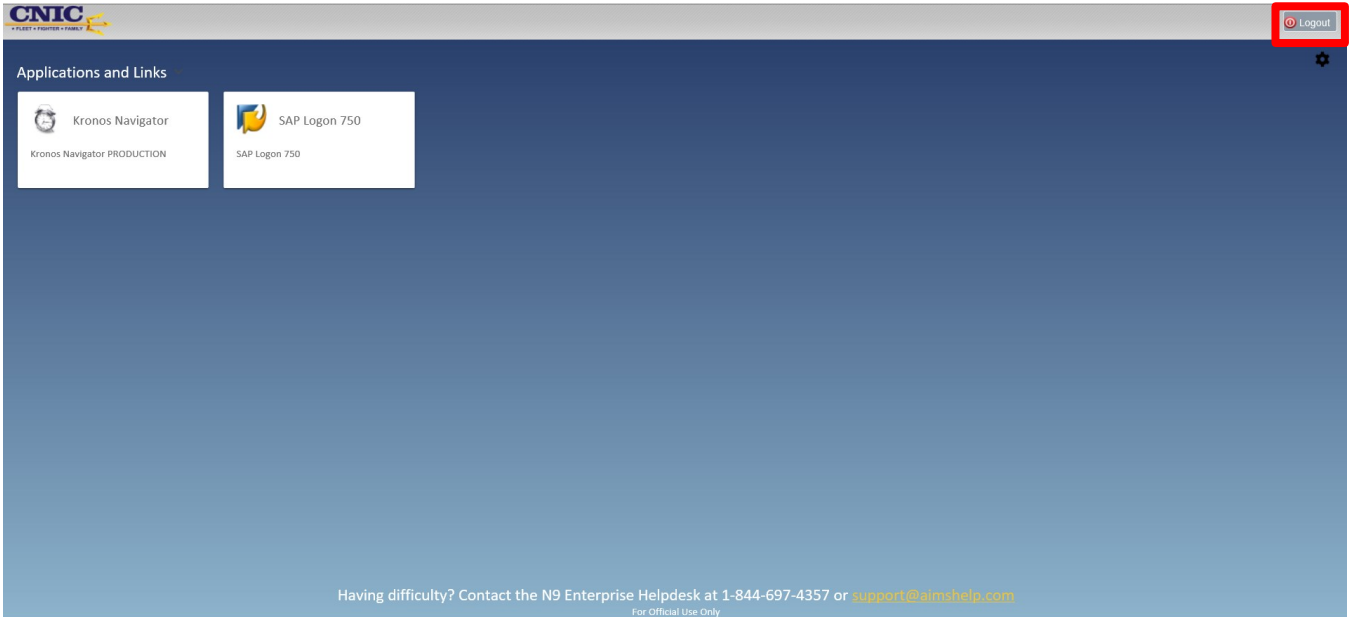 CNIC
• FLEET • FIGHTER • FAMILY
Logout
Applications and Links
Kronos Navigator
Kronos Navigator PRODUCTION
SAP Logon 750
SAP Logon 750
Having difficulty? Contact the N9 Enterprise Helpdesk at 1-844-697-4357 or support@aimshelp.com
For Official Use Only